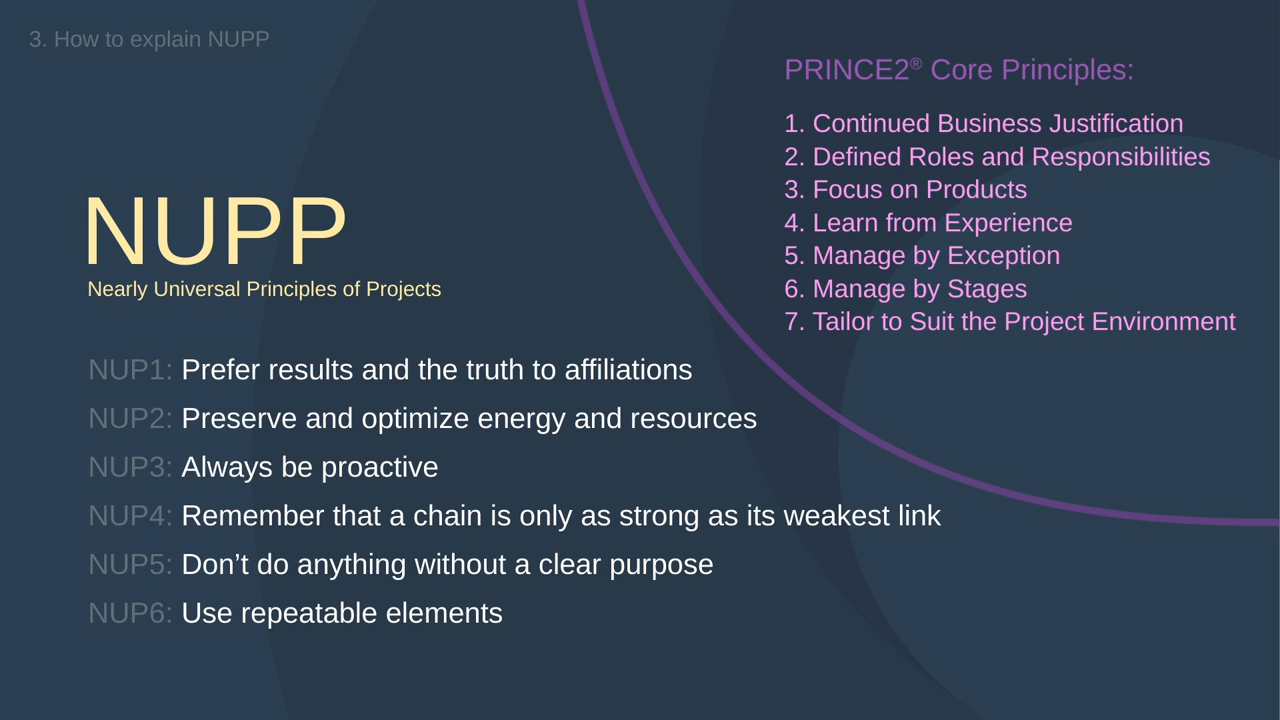 3. How to explain NUPP
PRINCE2® Core Principles:
1. Continued Business Justification
2. Defined Roles and Responsibilities
3. Focus on Products
4. Learn from Experience
5. Manage by Exception
6. Manage by Stages
7. Tailor to Suit the Project Environment
NUPP
Nearly Universal Principles of Projects
NUP1: Prefer results and the truth to affiliations
NUP2: Preserve and optimize energy and resources
NUP3: Always be proactive
NUP4: Remember that a chain is only as strong as its weakest link
NUP5: Don’t do anything without a clear purpose
NUP6: Use repeatable elements